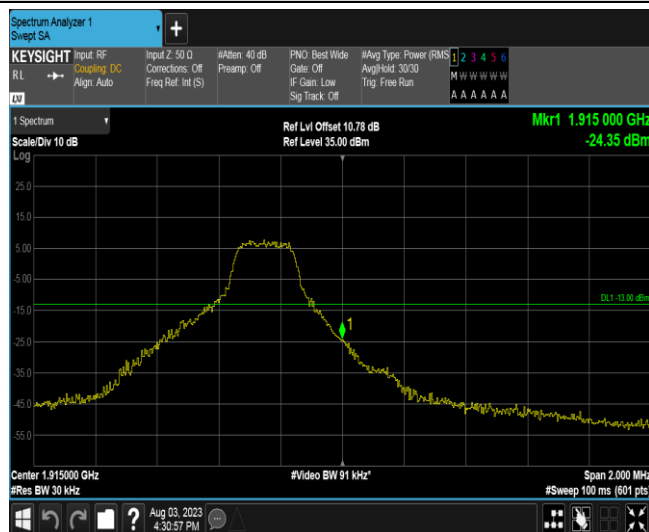 Spectrum Analyzer 1
Swept SA
+
KEYSIGHT
RL
LXI
Input: RF
Coupling: DC
Align: Auto
Input Z: 50 Ω
Corrections: Off
Freq Ref: Int (S)
#Atten: 40 dB
Preamp: Off
PNO: Best Wide
Gate: Off
IF Gain: Low
Sig Track: Off
#Avg Type: Power (RMS
Avg|Hold: 30/30
Trig: Free Run
1 2 3 4 5 6
M W W W W W
A A A A A A
1 Spectrum
Scale/Div 10 dB
Log
Ref Lvl Offset 10.78 dB
Ref Level 35.00 dBm
Mkr1 1.915 000 GHz
-24.35 dBm
25.0
15.0
5.00
-5.00
-15.0
-25.0
-35.0
-45.0
-55.0
DL1 -13.00 dBm
1
Center 1.915000 GHz
#Res BW 30 kHz
#Video BW 91 kHz*
Span 2.000 MHz
#Sweep 100 ms (601 pts)
?
Aug 03, 2023
4:30:57 PM